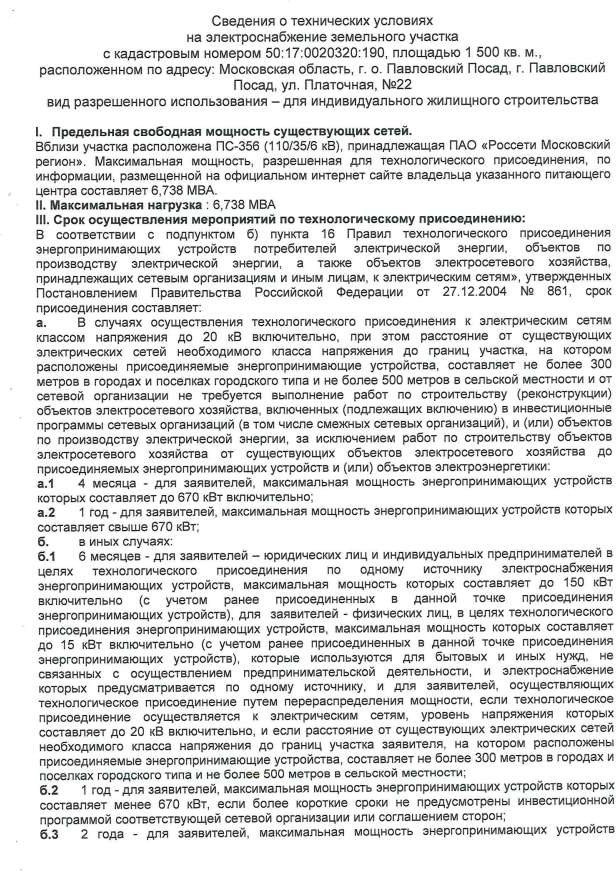 Сведения о технических условиях
на электроснабжение земельного участка
с кадастровым номером 50:17:0020320:190, площадью 1 500 кв. м.,
расположенном по адресу: Московская область, г. о. Павловский Посад, г. Павловский
Посад, ул. Платочная, №22
вид разрешенного использования – для индивидуального жилищного строительства
I. Предельная свободная мощность существующих сетей.
Вблизи участка расположена ПС-356 (110/35/6 кВ), принадлежащая ПАО «Россети Московский
регион». Максимальная мощность, разрешенная для технологического присоединения, по
информации, размещенной на официальном интернет сайте владельца указанного питающего
центра составляет 6,738 МВА.
II. Максимальная нагрузка : 6,738 МВА
III. Срок осуществления мероприятий по технологическому присоединению:
В соответствии с подпунктом б) пункта 16 Правил технологического присоединения
энергопринимающих устройств потребителей электрической энергии, объектов по
производству электрической энергии, а также объектов электросетевого хозяйства,
принадлежащих сетевым организациям и иным лицам, к электрическим сетям», утвержденных
Постановлением Правительства Российской Федерации от 27.12.2004 № 861, срок
присоединения составляет:
а. В случаях осуществления технологического присоединения к электрическим сетям
классом напряжения до 20 кВ включительно, при этом расстояние от существующих
электрических сетей необходимого класса напряжения до границ участка, на котором
расположены присоединяемые энергопринимающие устройства, составляет не более 300
метров в городах и поселках городского типа и не более 500 метров в сельской местности и от
сетевой организации не требуется выполнение работ по строительству (реконструкции)
объектов электросетевого хозяйства, включенных (подлежащих включению) в инвестиционные
программы сетевых организаций (в том числе смежных сетевых организаций), и (или) объектов
по производству электрической энергии, за исключением работ по строительству объектов
электросетевого хозяйства от существующих объектов электросетевого хозяйства до
присоединяемых энергопринимающих устройств и (или) объектов электроэнергетики:
а.1 4 месяца - для заявителей, максимальная мощность энергопринимающих устройств
которых составляет до 670 кВт включительно;
а.2 1 год - для заявителей, максимальная мощность энергопринимающих устройств которых
составляет свыше 670 кВт;
б. в иных случаях:
б.1 6 месяцев - для заявителей – юридических лиц и индивидуальных предпринимателей в
целях технологического присоединения по одному источнику электроснабжения
энергопринимающих устройств, максимальная мощность которых составляет до 150 кВт
включительно (с учетом ранее присоединенных в данной точке присоединения
энергопринимающих устройств), для заявителей - физических лиц, в целях технологического
присоединения энергопринимающих устройств, максимальная мощность которых составляет
до 15 кВт включительно (с учетом ранее присоединенных в данной точке присоединения
энергопринимающих устройств), которые используются для бытовых и иных нужд, не
связанных с осуществлением предпринимательской деятельности, и электроснабжение
которых предусматривается по одному источнику, и для заявителей, осуществляющих
технологическое присоединение путем перераспределения мощности, если технологическое
присоединение осуществляется к электрическим сетям, уровень напряжения которых
составляет до 20 кВ включительно, и если расстояние от существующих электрических сетей
необходимого класса напряжения до границ участка заявителя, на котором расположены
присоединяемые энергопринимающие устройства, составляет не более 300 метров в городах и
поселках городского типа и не более 500 метров в сельской местности;
б.2 1 год - для заявителей, максимальная мощность энергопринимающих устройств которых
составляет менее 670 кВт, если более короткие сроки не предусмотрены инвестиционной
программой соответствующей сетевой организации или соглашением сторон;
б.3 2 года - для заявителей, максимальная мощность энергопринимающих устройств